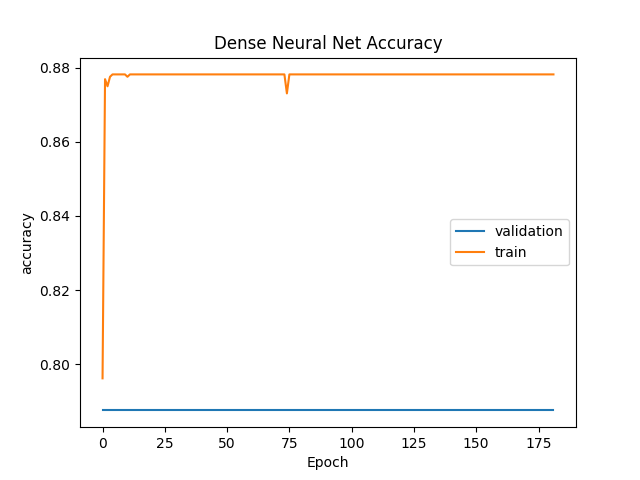 Dense Neural Net Accuracy
0.88
0.86
0.84
0.82
0.80
accuracy
validation
train
0 25 50 75 100 125 150 175
Epoch